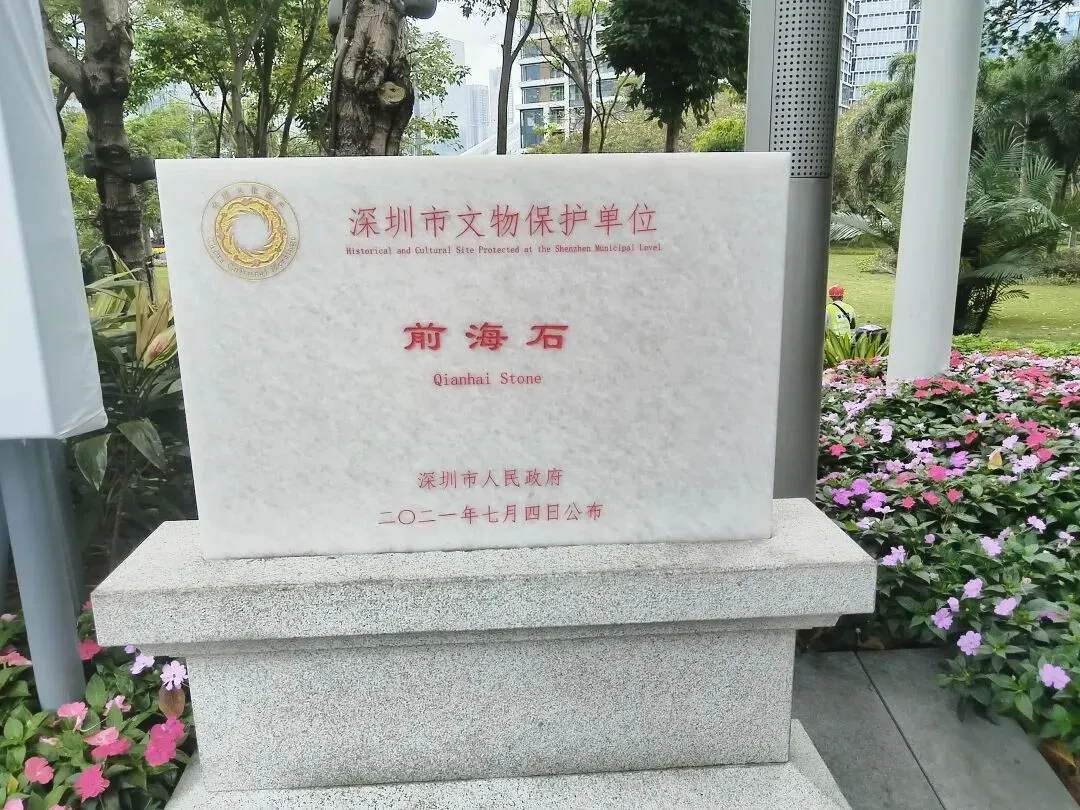 深圳市文物保护单位
Historical and Cultural Site Protected at the Shenzhen Municipal Level
前海石
Qianhai Stone
深圳市人民政府
二〇二一年七月四日公布